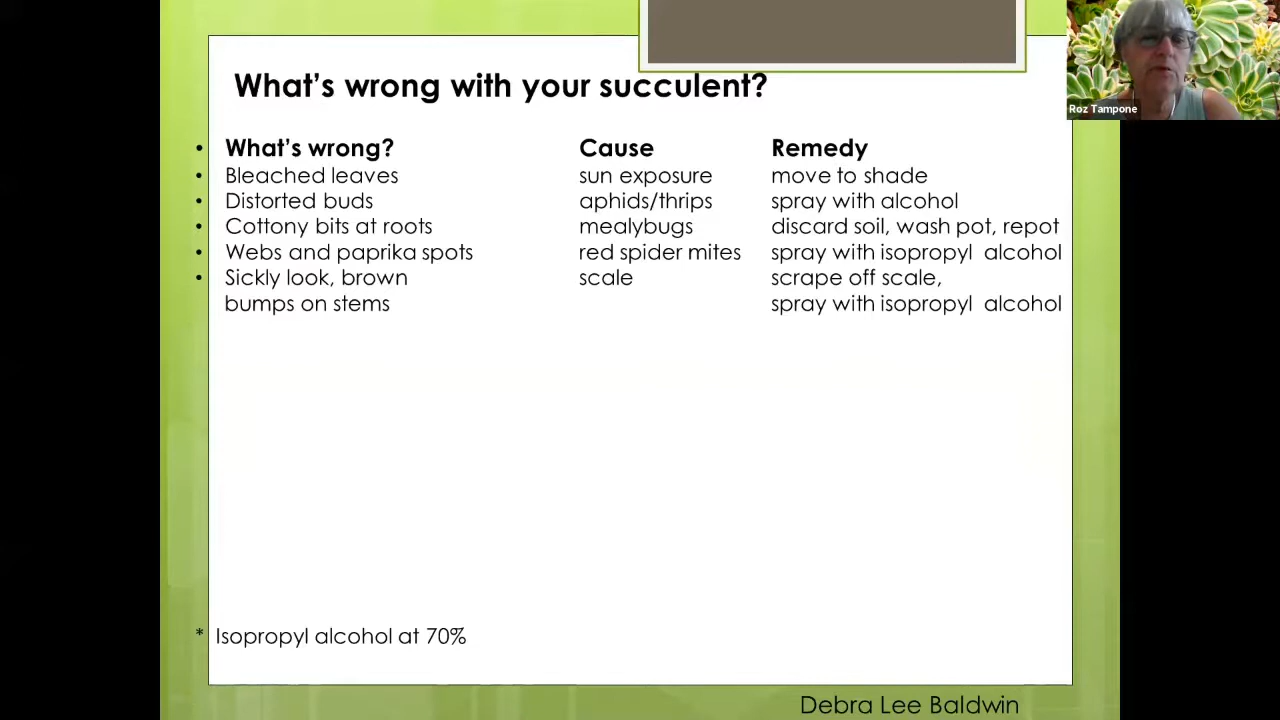 What's wrong with your succulent?
• What's wrong? Cause Remedy
• Bleached leaves sun exposure move to shade
• Distorted buds aphids/thrips spray with alcohol
• Cottony bits at roots mealybugs discard soil, wash pot, repot
• Webs and paprika spots red spider mites spray with isopropyl alcohol
• Sickly look, brown scale scrape off scale,
bumps on stems spray with isopropyl alcohol
* Isopropyl alcohol at 70%
Debra Lee Baldwin
Roz Tampone